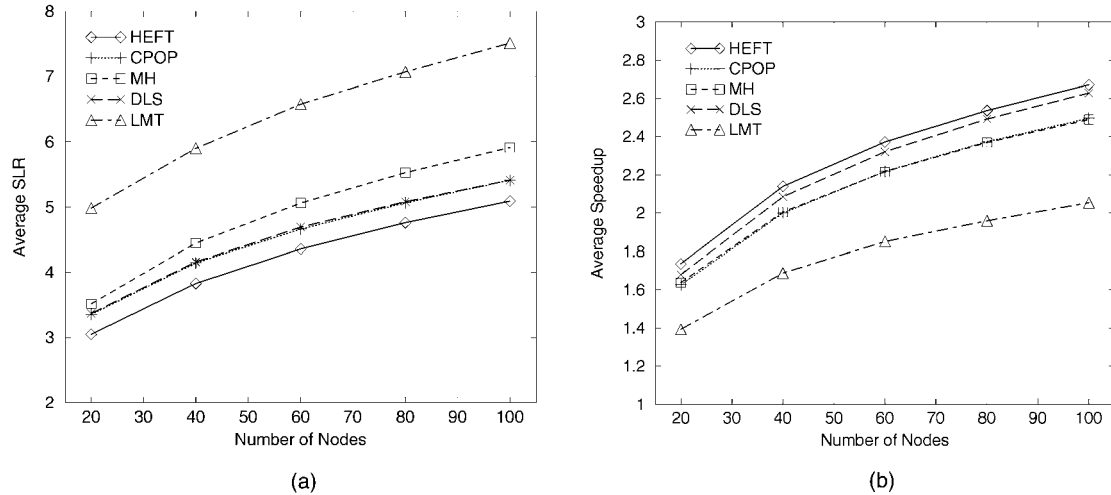 8
7
6
5
4
3
2
Average SLR
HEFT
CPOP
MH
DLS
LMT
20 30 40 50 60 70 80 90 100
Number of Nodes
(a)
3
2.8
2.6
2.4
2.2
2
1.8
1.6
1.4
1.2
1
Average Speedup
HEFT
CPOP
MH
DLS
LMT
20 30 40 50 60 70 80 90 100
Number of Nodes
(b)